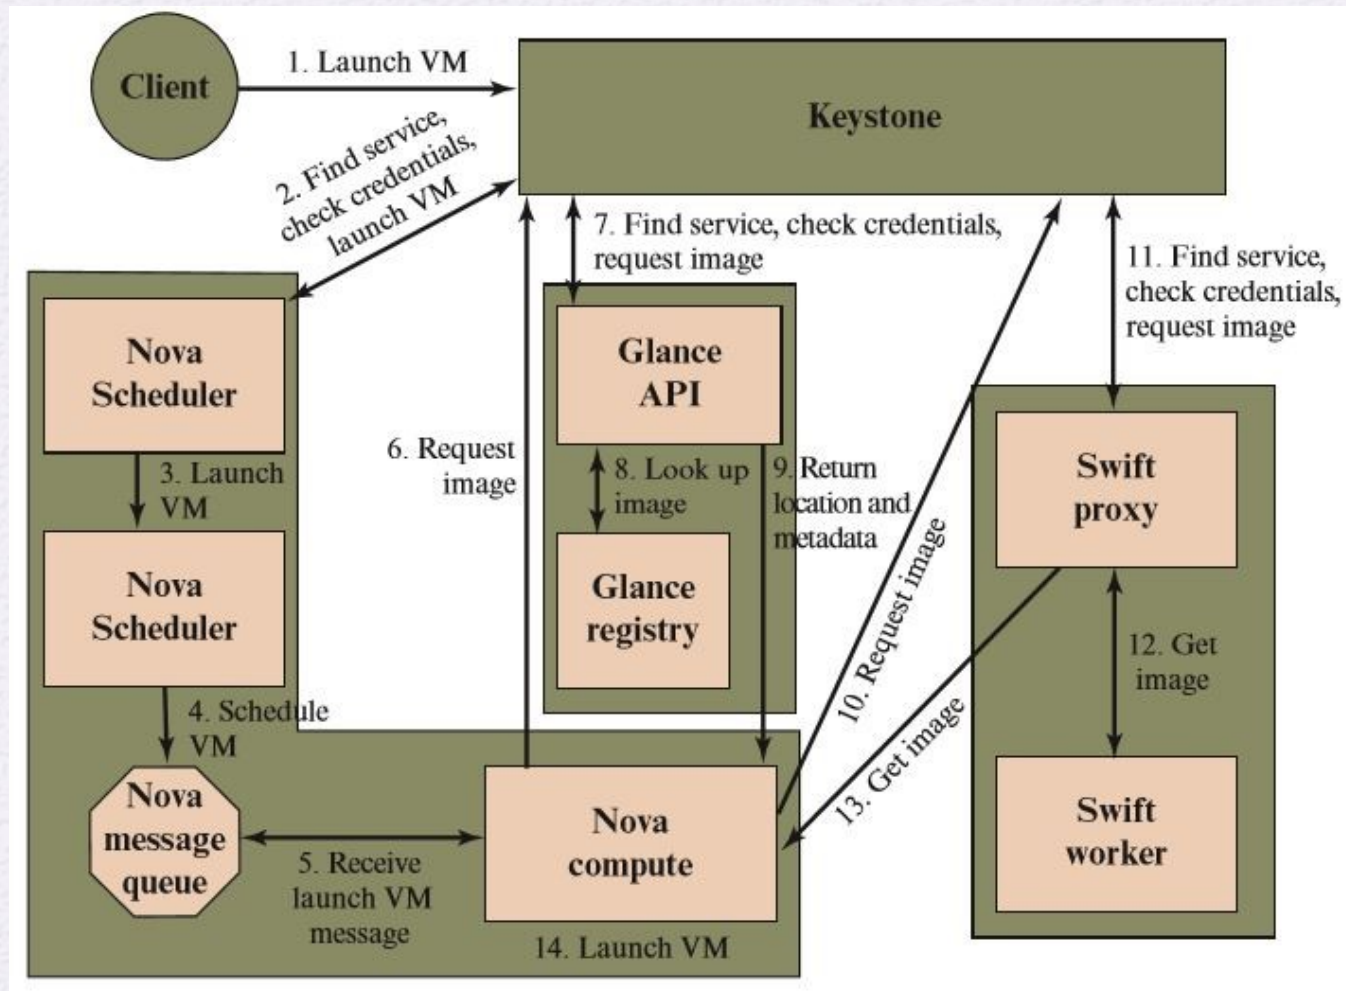 Client
1. Launch VM
Keystone
2. Find service,
check credentials,
launch VM
7. Find service, check credentials,
request image
11. Find service,
check credentials,
request image
Nova
Scheduler
3. Launch
VM
Nova
Scheduler
4. Schedule
VM
Nova
message
queue
5. Receive
launch VM
message
6. Request
image
Glance
API
8. Look up
image
Glance
registry
9. Return
location and
metadata
10. Request image
Swift
proxy
12. Get
image
13. Get image
Swift
worker
Nova
compute
14. Launch VM